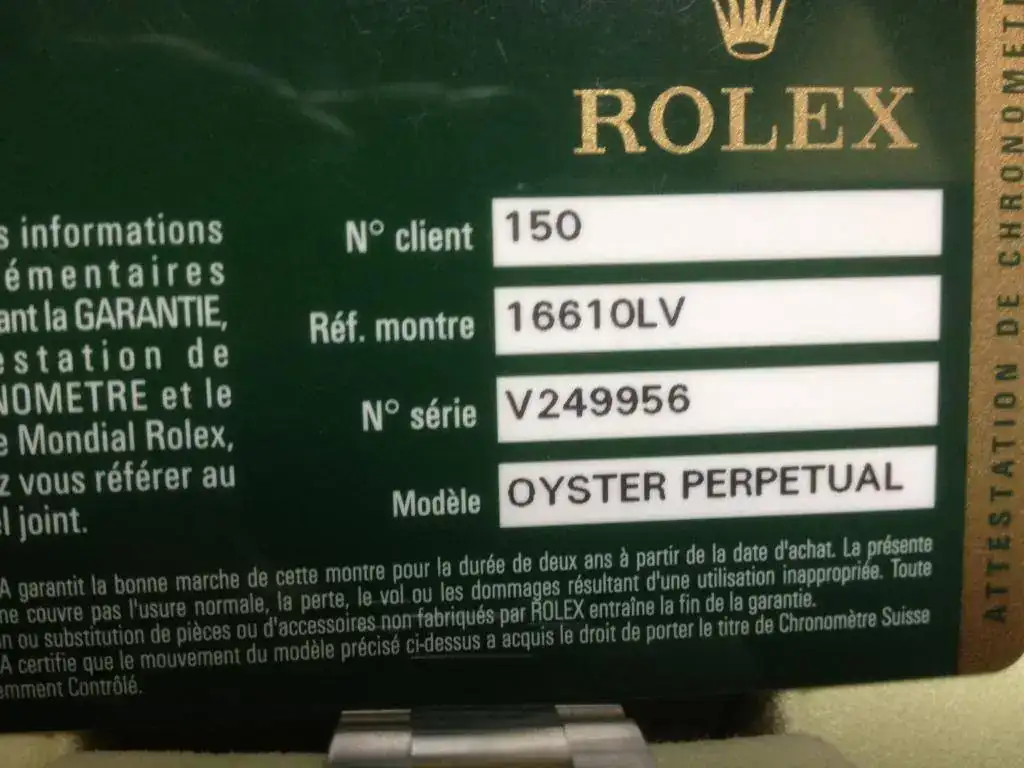 ROLEX
s informations
émentaires
ant la GARANTIE,
estation de
NOMETRE et le
e Mondial Rolex,
z vous référer au
el joint.
N° client 150
Réf. montre 16610LV
N° série V249956
Modèle OYSTER PERPETUAL
A garantit la bonne marche de cette montre pour la durée de deux ans à partir de la date d'achat. La présente
ne couvre pas l'usure normale, la perte, le vol ou les dommages résultant d'une utilisation inappropriée. Toute
n ou substitution de pièces ou d'accessoires non fabriqués par ROLEX entraîne la fin de la garantie.
A certifie que le mouvement du modèle précisé ci-dessus a acquis le droit de porter le titre de Chronomètre Suisse
emment Contrôlé.
ATTESTATION DE CHRONOMETR